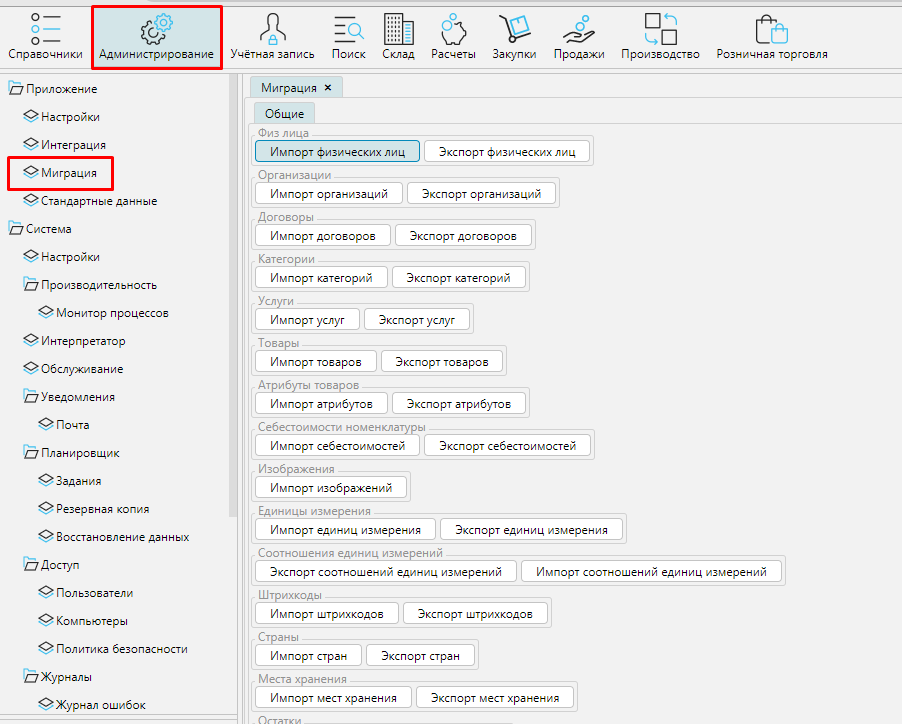 Справочники Администрирование Учётная запись Поиск Склад Расчеты Закупки Продажи Производство Розничная торговля
Приложение
Настройки
Интеграция
Миграция
Стандартные данные
Система
Настройки
Производительность
Монитор процессов
Интерпретатор
Обслуживание
Уведомления
Почта
Планировщик
Задания
Резервная копия
Восстановление данных
Доступ
Пользователи
Компьютеры
Политика безопасности
Журналы
Журнал ошибок
Миграция ×
Общие
Физ лица
Импорт физических лиц Экспорт физических лиц
Организации
Импорт организаций Экспорт организаций
Договоры
Импорт договоров Экспорт договоров
Категории
Импорт категорий Экспорт категорий
Услуги
Импорт услуг Экспорт услуг
Товары
Импорт товаров Экспорт товаров
Атрибуты товаров
Импорт атрибутов Экспорт атрибутов
Себестоимости номенклатуры
Импорт себестоимостей Экспорт себестоимостей
Изображения
Импорт изображений
Единицы измерения
Импорт единиц измерения Экспорт единиц измерения
Соотношения единиц измерений
Экспорт соотношений единиц измерений Импорт соотношений единиц измерений
Штрихкоды
Импорт штрихкодов Экспорт штрихкодов
Страны
Импорт стран Экспорт стран
Места хранения
Импорт мест хранения Экспорт мест хранения
Остатки